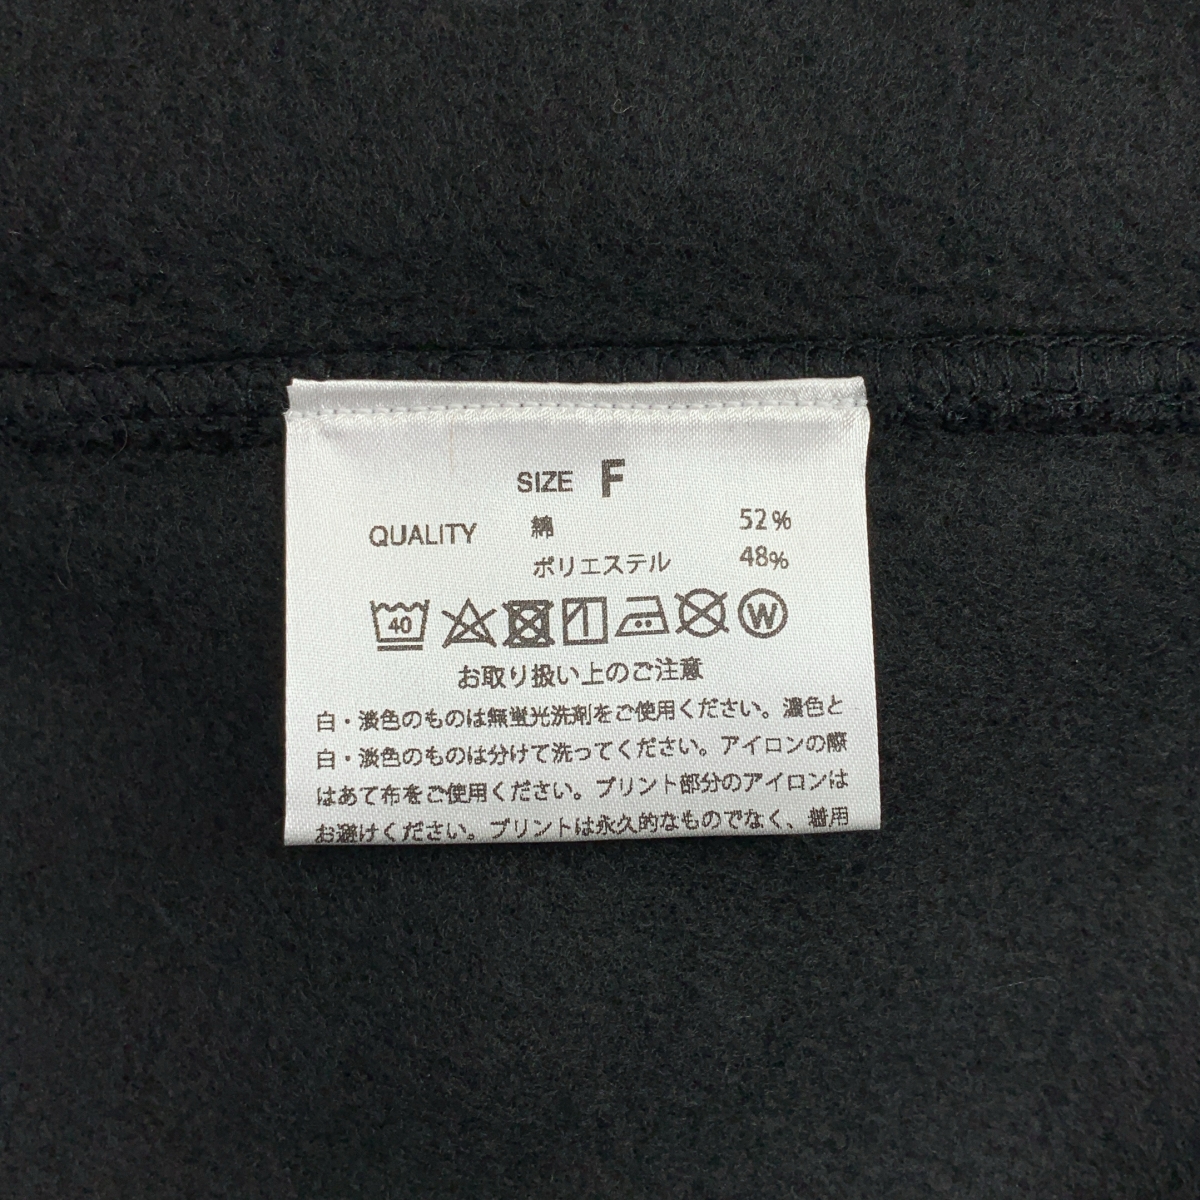 SIZE F
QUALITY 綿 52%
ポリエステル 48%
40 W
お取り扱い上のご注意
白・淡色のものは無蛍光洗剤をご使用ください。濃色と
白・淡色のものは分けて洗ってください。アイロンの際
はあて布をご使用ください。プリント部分のアイロンは
お避けください。プリントは永久的なものでなく、着用